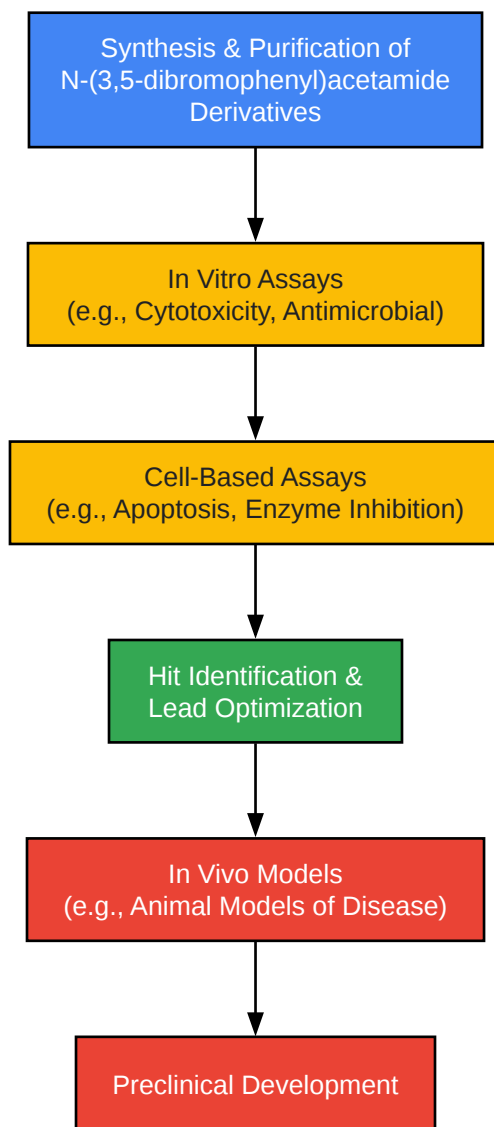 Synthesis & Purification of
N-(3,5-dibromophenyl)acetamide
Derivatives
In Vitro Assays
(e.g., Cytotoxicity, Antimicrobial)
Cell-Based Assays
(e.g., Apoptosis, Enzyme Inhibition)
Hit Identification &
Lead Optimization
In Vivo Models
(e.g., Animal Models of Disease)
Preclinical Development